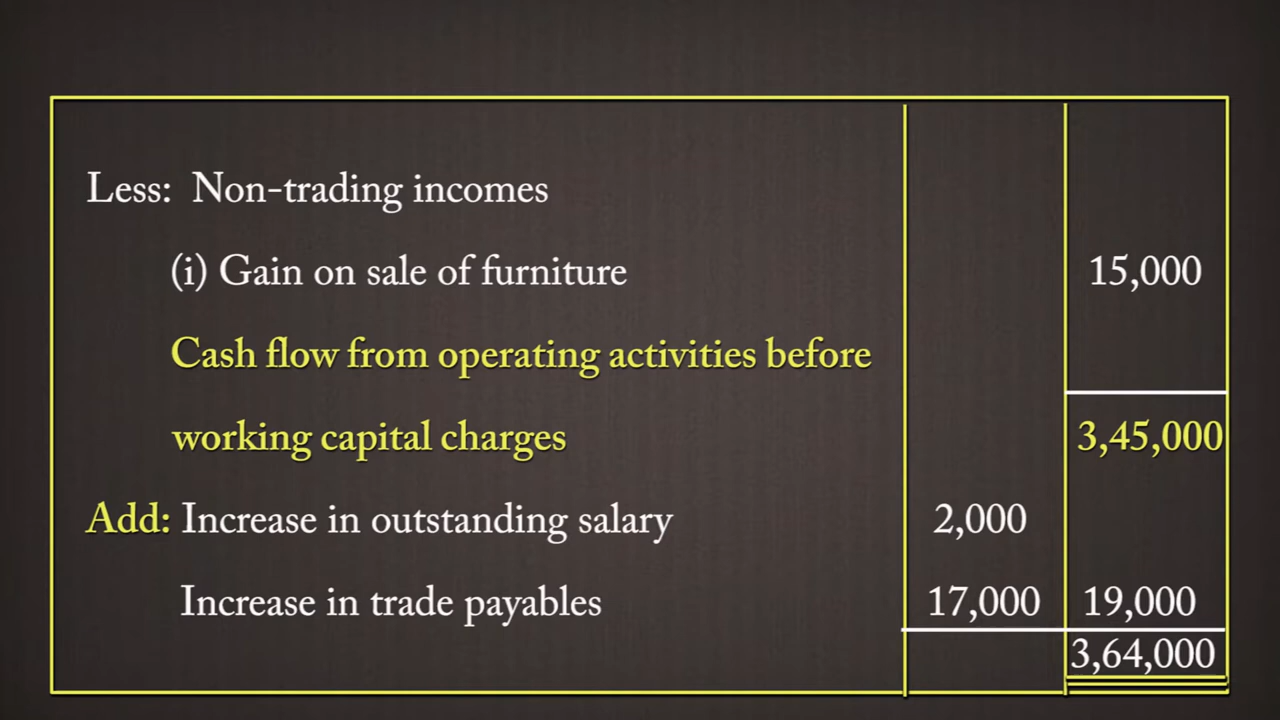 Less: Non-trading incomes
(i) Gain on sale of furniture 15,000
Cash flow from operating activities before
working capital charges 3,45,000
Add: Increase in outstanding salary 2,000
Increase in trade payables 17,000 19,000
3,64,000